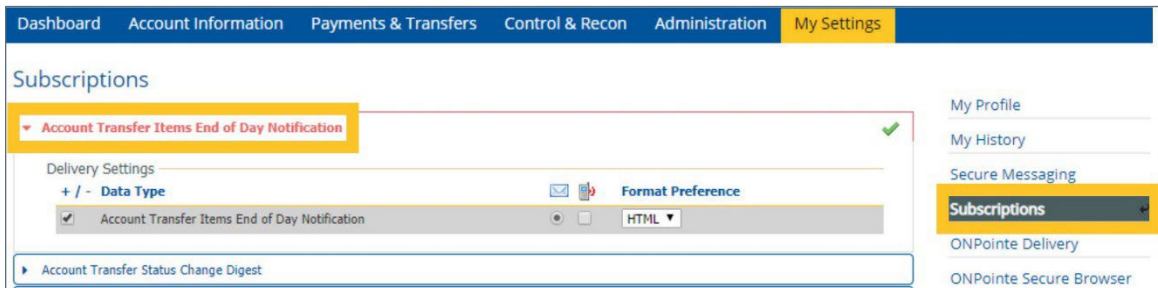 Dashboard Account Information Payments & Transfers Control & Recon Administration My Settings
Subscriptions
Account Transfer Items End of Day Notification
Delivery Settings
+ / - Data Type Format Preference
Account Transfer Items End of Day Notification HTML
Account Transfer Status Change Digest
My Profile
My History
Secure Messaging
Subscriptions
ONPointe Delivery
ONPointe Secure Browser